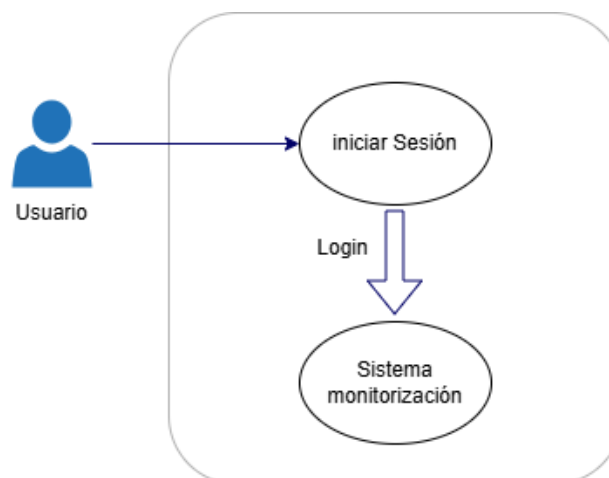 iniciar Sesión
Usuario
Login
Sistema
monitorización